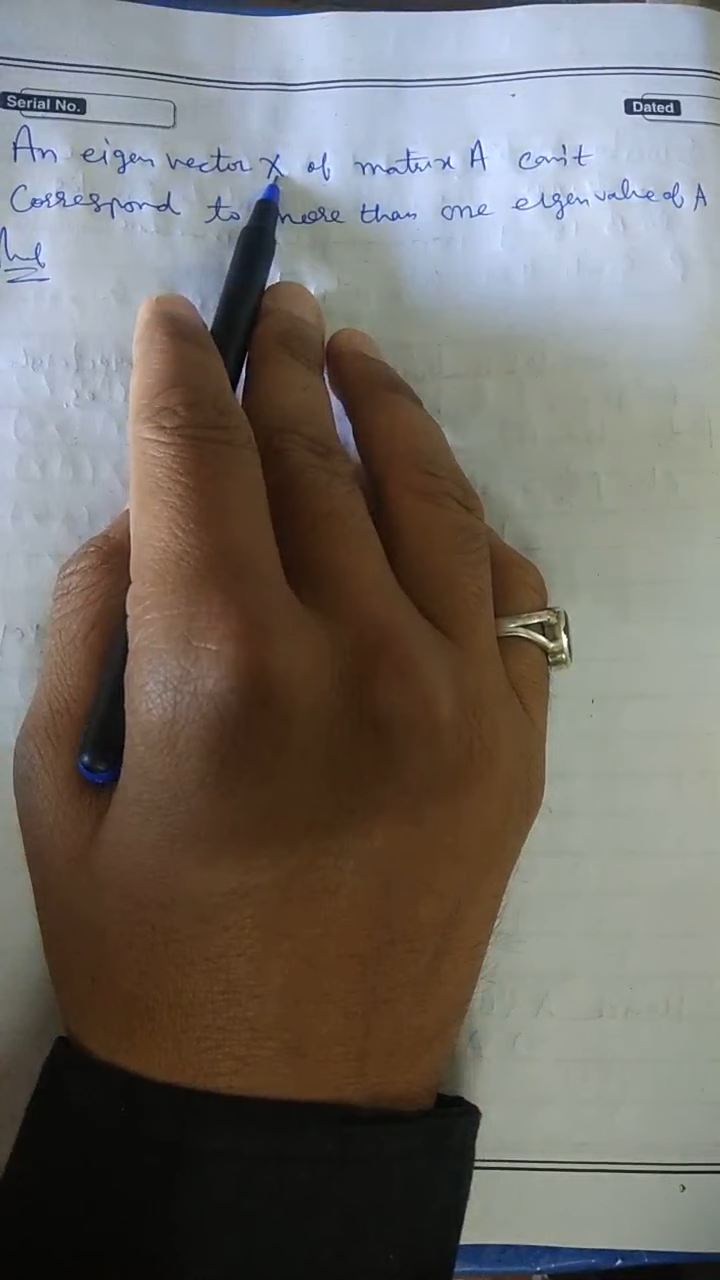 Serial No.
Dated
An eigen vector X of matrix A can't
Correspond to more than one eigen value of A